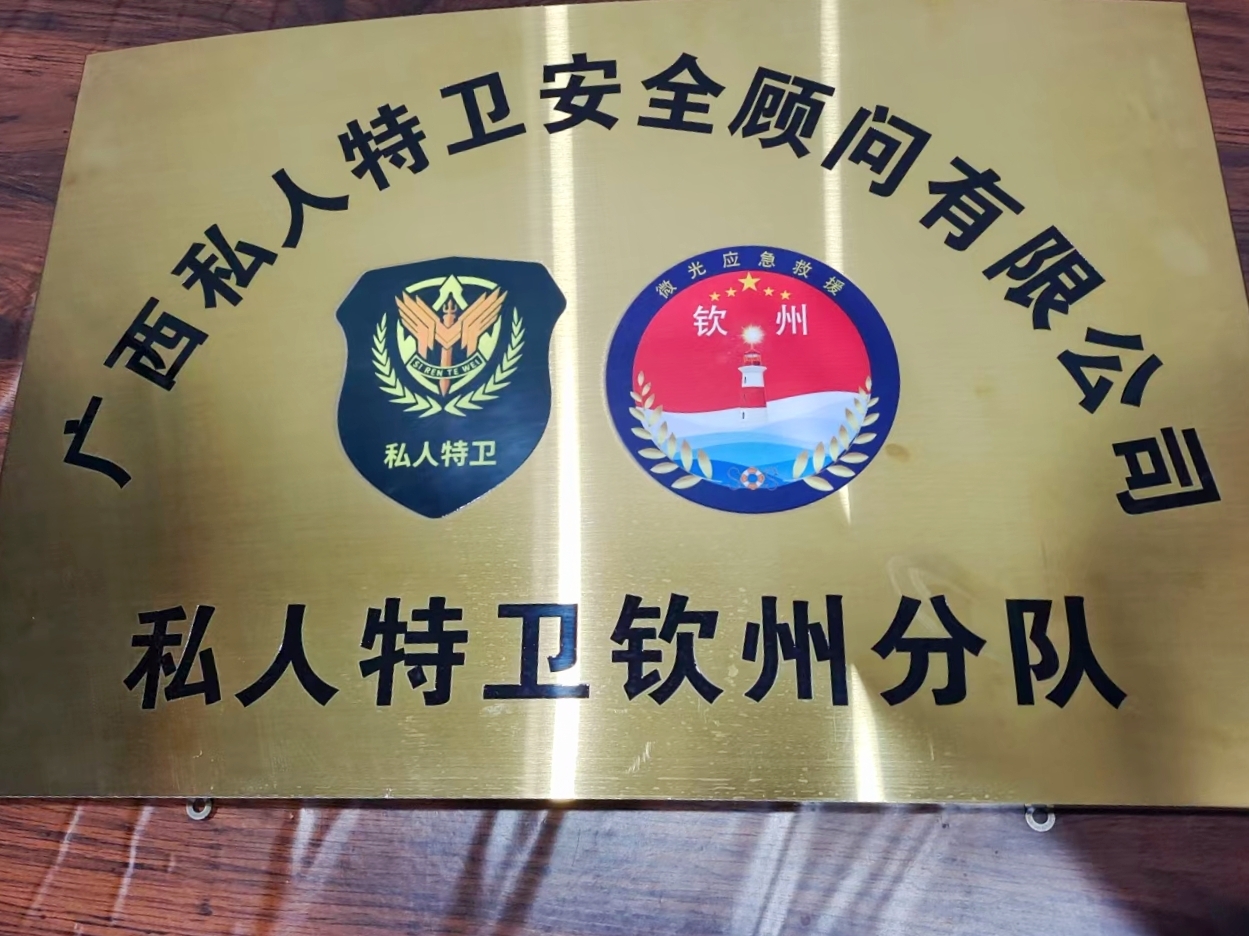 广西私人特卫安全顾问有限公司
SI REN TE WEI
私人特卫
微光应急救援
钦州
私人特卫钦州分队